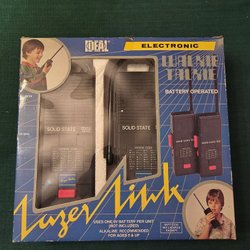 IDEAL
ELECTRONIC
WALKIE
TALKIE
BATTERY OPERATED
SOLID STATE
SOLID STATE
Lazer Link
USES ONE 9V BATTERY PER UNIT
(NOT INCLUDED)
ALKALINE RECOMMENDED
FOR AGES 5 & UP